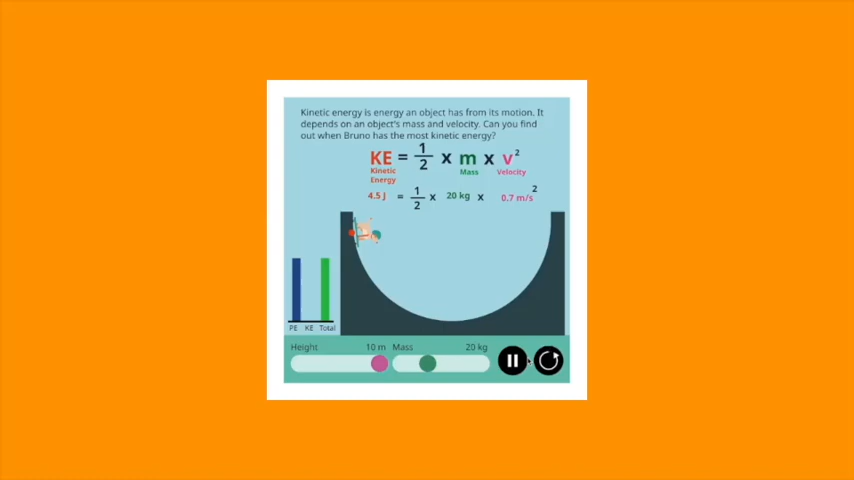 Kinetic energy is energy an object has from its motion. It
depends on an object's mass and velocity. Can you find
out when Bruno has the most kinetic energy?
KE = 1/2 x m x v²
Kinetic Energy Mass Velocity
4.5 J = 1/2 x 20 kg x 0.7 m/s²
PE KE Total
Height 10 m Mass 20 kg